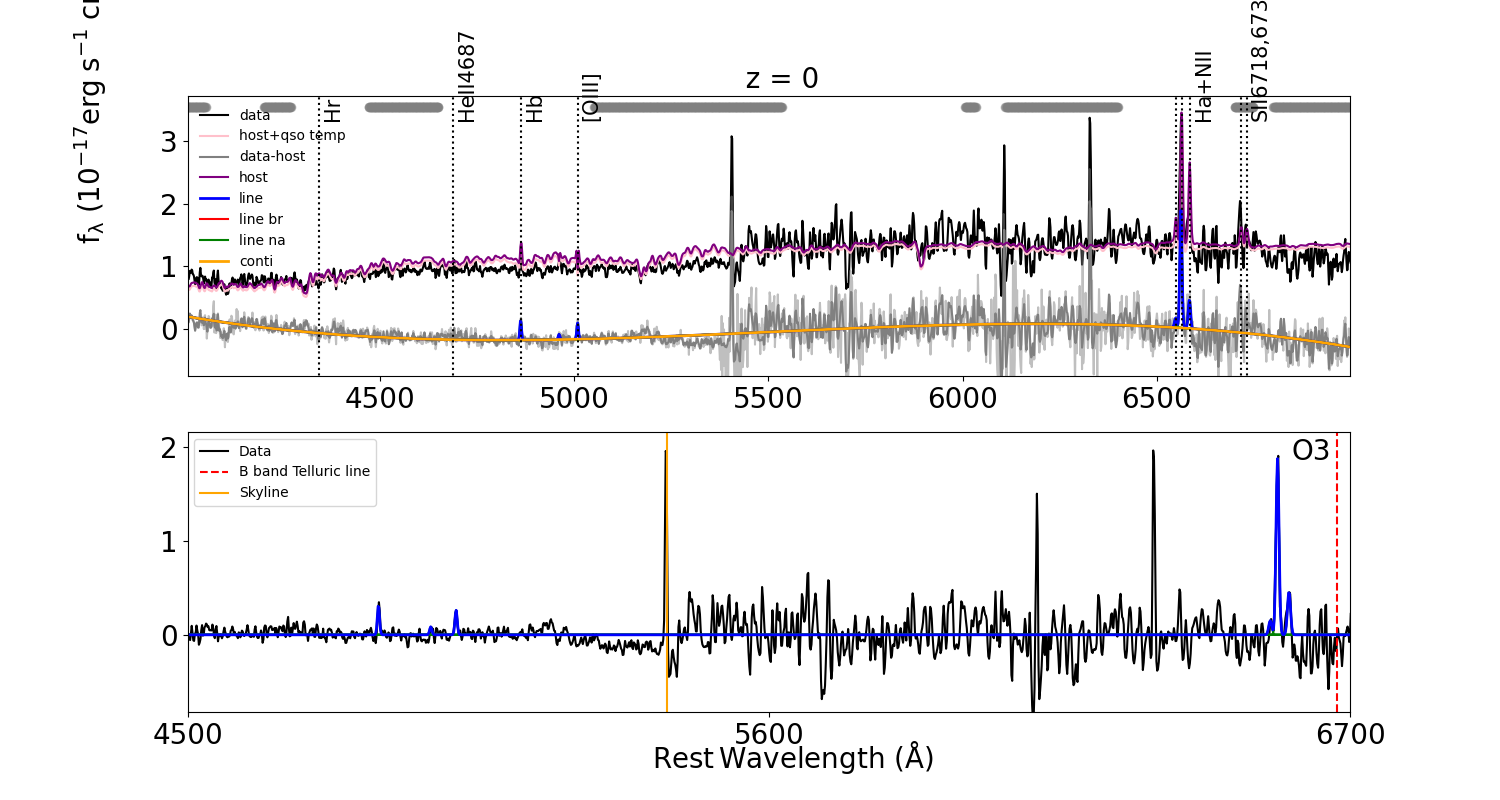 z = 0
f_λ (10^{-17} erg s^{-1} c
Hr
HeII4687
Hb
[OIII]
Ha+NII
SII6718,673
data
host+qso temp
data-host
host
line
line br
line na
conti
3
2
1
0
4500 5000 5500 6000 6500
Data
B band Telluric line
Skyline
O3
2
1
0
4500 5600 6700
Rest Wavelength (Å)